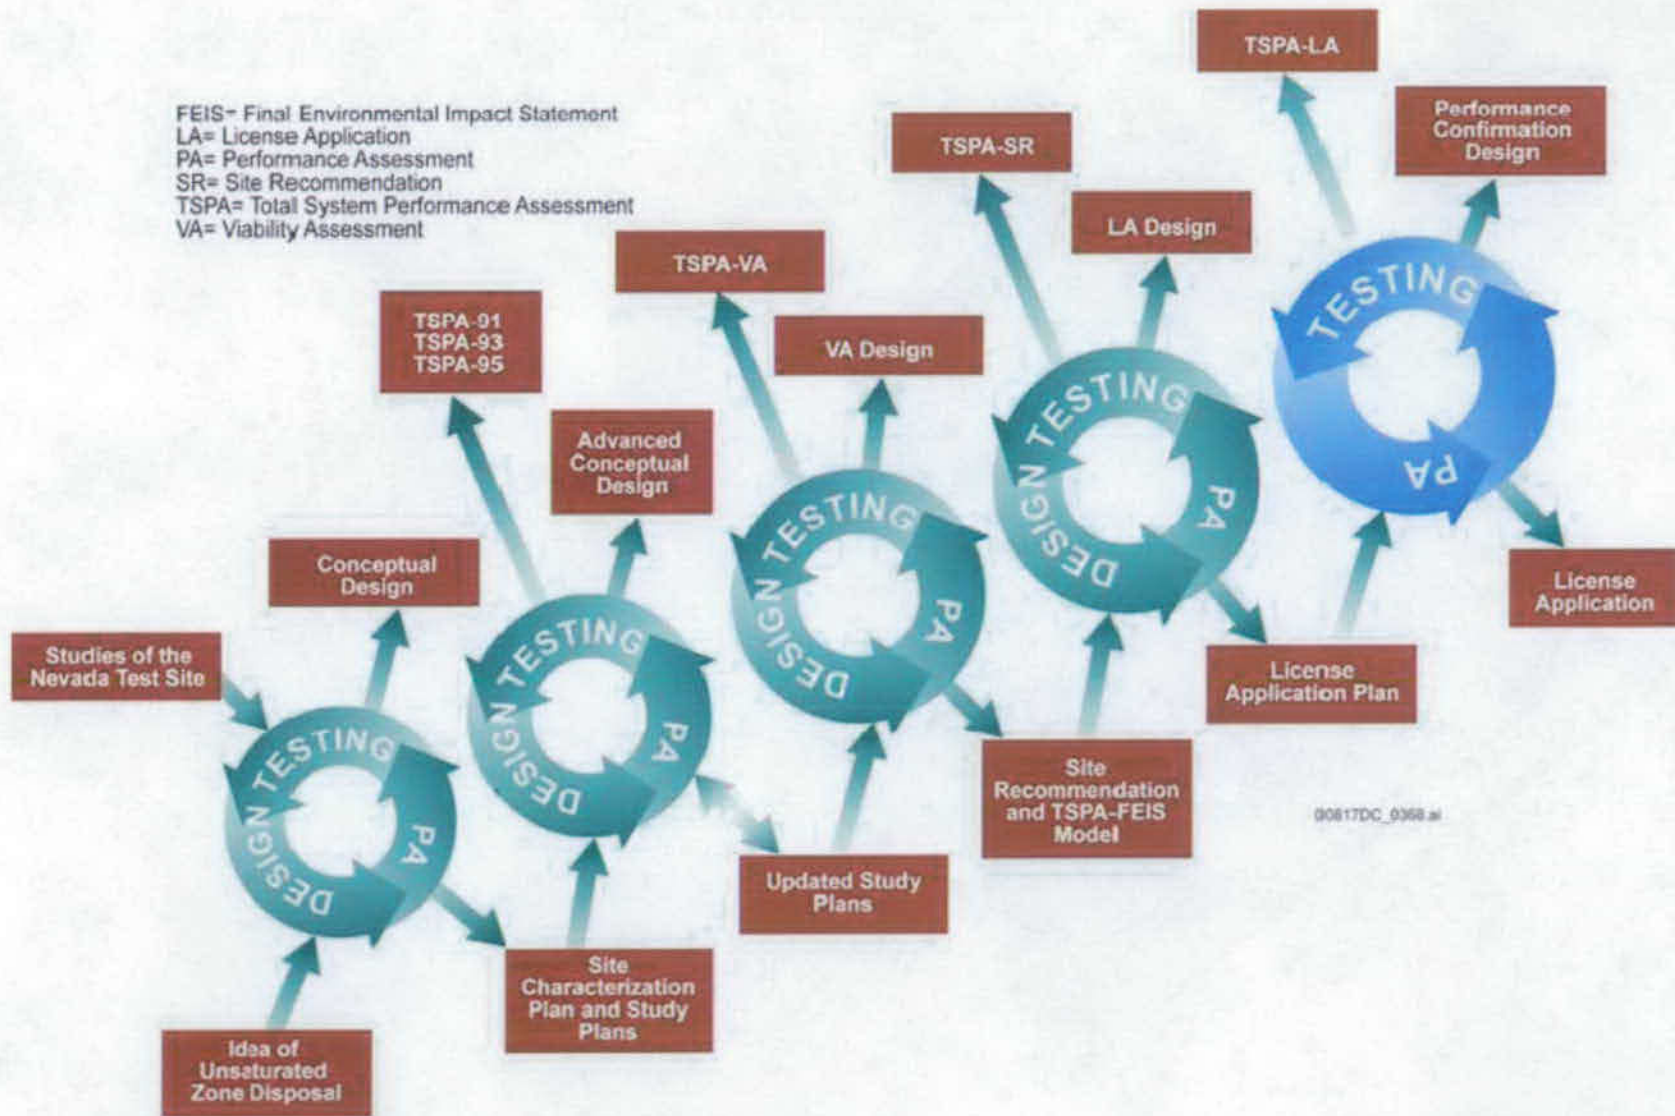 FEIS= Final Environmental Impact Statement
LA= License Application
PA= Performance Assessment
SR= Site Recommendation
TSPA= Total System Performance Assessment
VA= Viability Assessment
Studies of the
Nevada Test Site
Idea of
Unsaturated
Zone Disposal
DESIGN TESTING PA
Conceptual
Design
Site
Characterization
Plan and Study
Plans
DESIGN TESTING PA
TSPA-91
TSPA-93
TSPA-95
Advanced
Conceptual
Design
Updated Study
Plans
DESIGN TESTING PA
TSPA-VA
VA Design
Site
Recommendation
and TSPA-FEIS
Model
DESIGN TESTING PA
TSPA-SR
LA Design
License
Application Plan
TESTING PA
TSPA-LA
Performance
Confirmation
Design
License
Application
00817DC_0368.ai